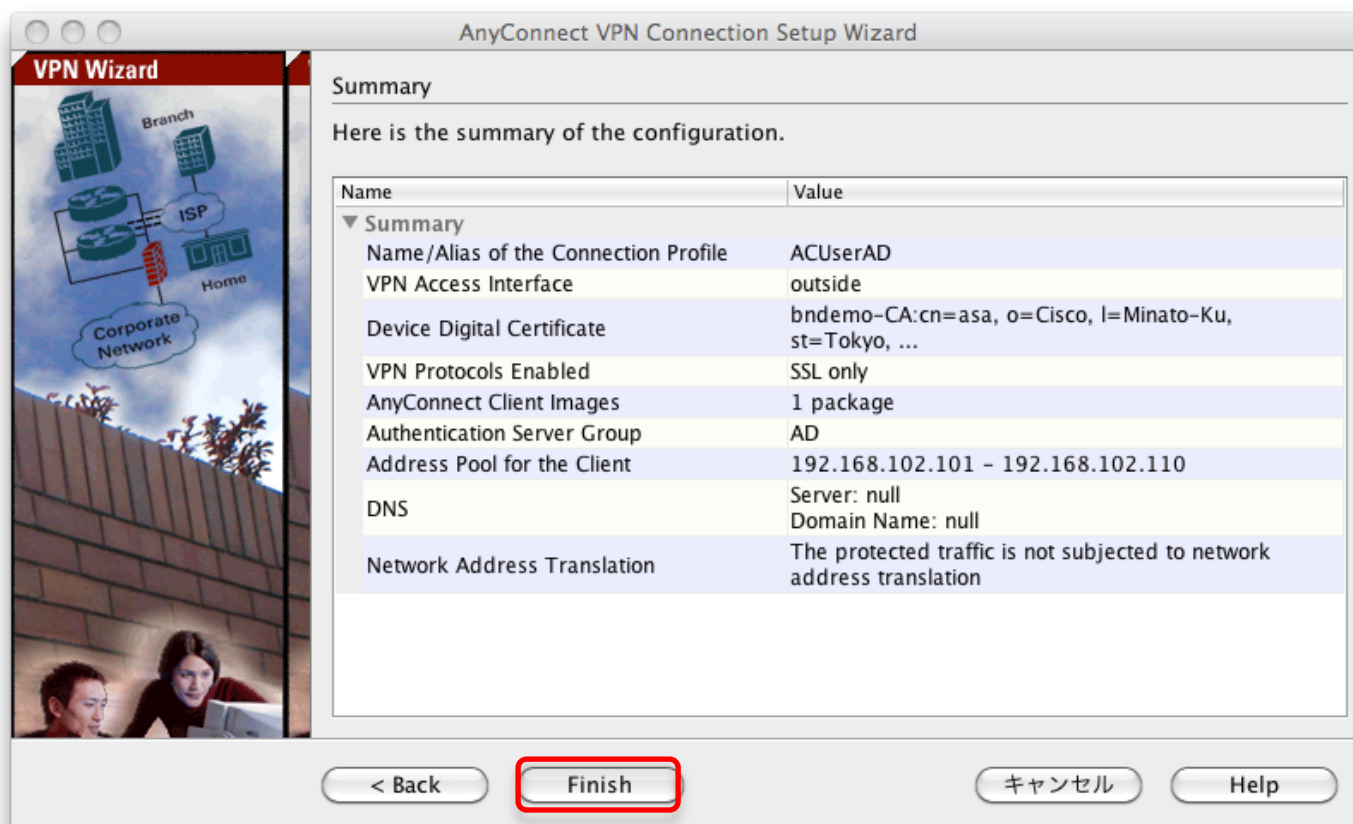 AnyConnect VPN Connection Setup Wizard
VPN Wizard
Branch
ISP
Home
Corporate
Network
Summary
Here is the summary of the configuration.
Name Value
Summary
Name/Alias of the Connection Profile ACUserAD
VPN Access Interface outside
Device Digital Certificate bndemo-CA:cn=asa, o=Cisco, l=Minato-Ku,
st=Tokyo, ...
VPN Protocols Enabled SSL only
AnyConnect Client Images 1 package
Authentication Server Group AD
Address Pool for the Client 192.168.102.101 – 192.168.102.110
DNS Server: null
Domain Name: null
Network Address Translation The protected traffic is not subjected to network
address translation
< Back Finish キャンセル Help